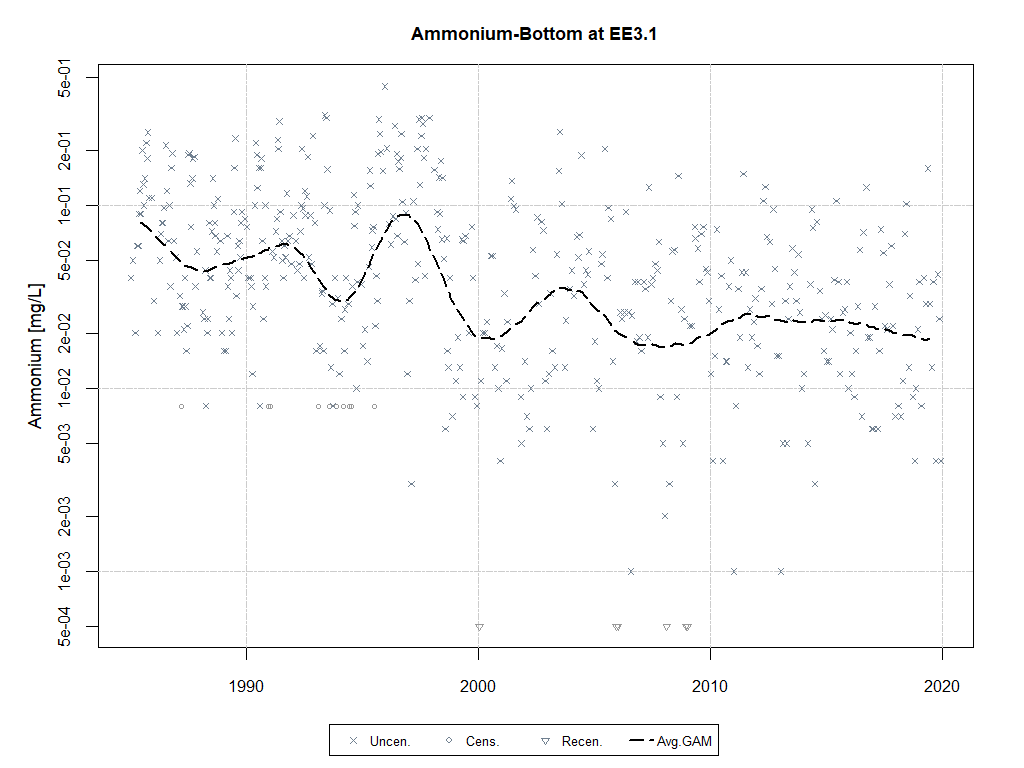 Ammonium-Bottom at EE3.1
Ammonium [mg/L]
5e-01
2e-01
1e-01
5e-02
2e-02
1e-02
5e-03
2e-03
1e-03
5e-04
1990 2000 2010 2020
Uncen. Cens. Recen. Avg.GAM